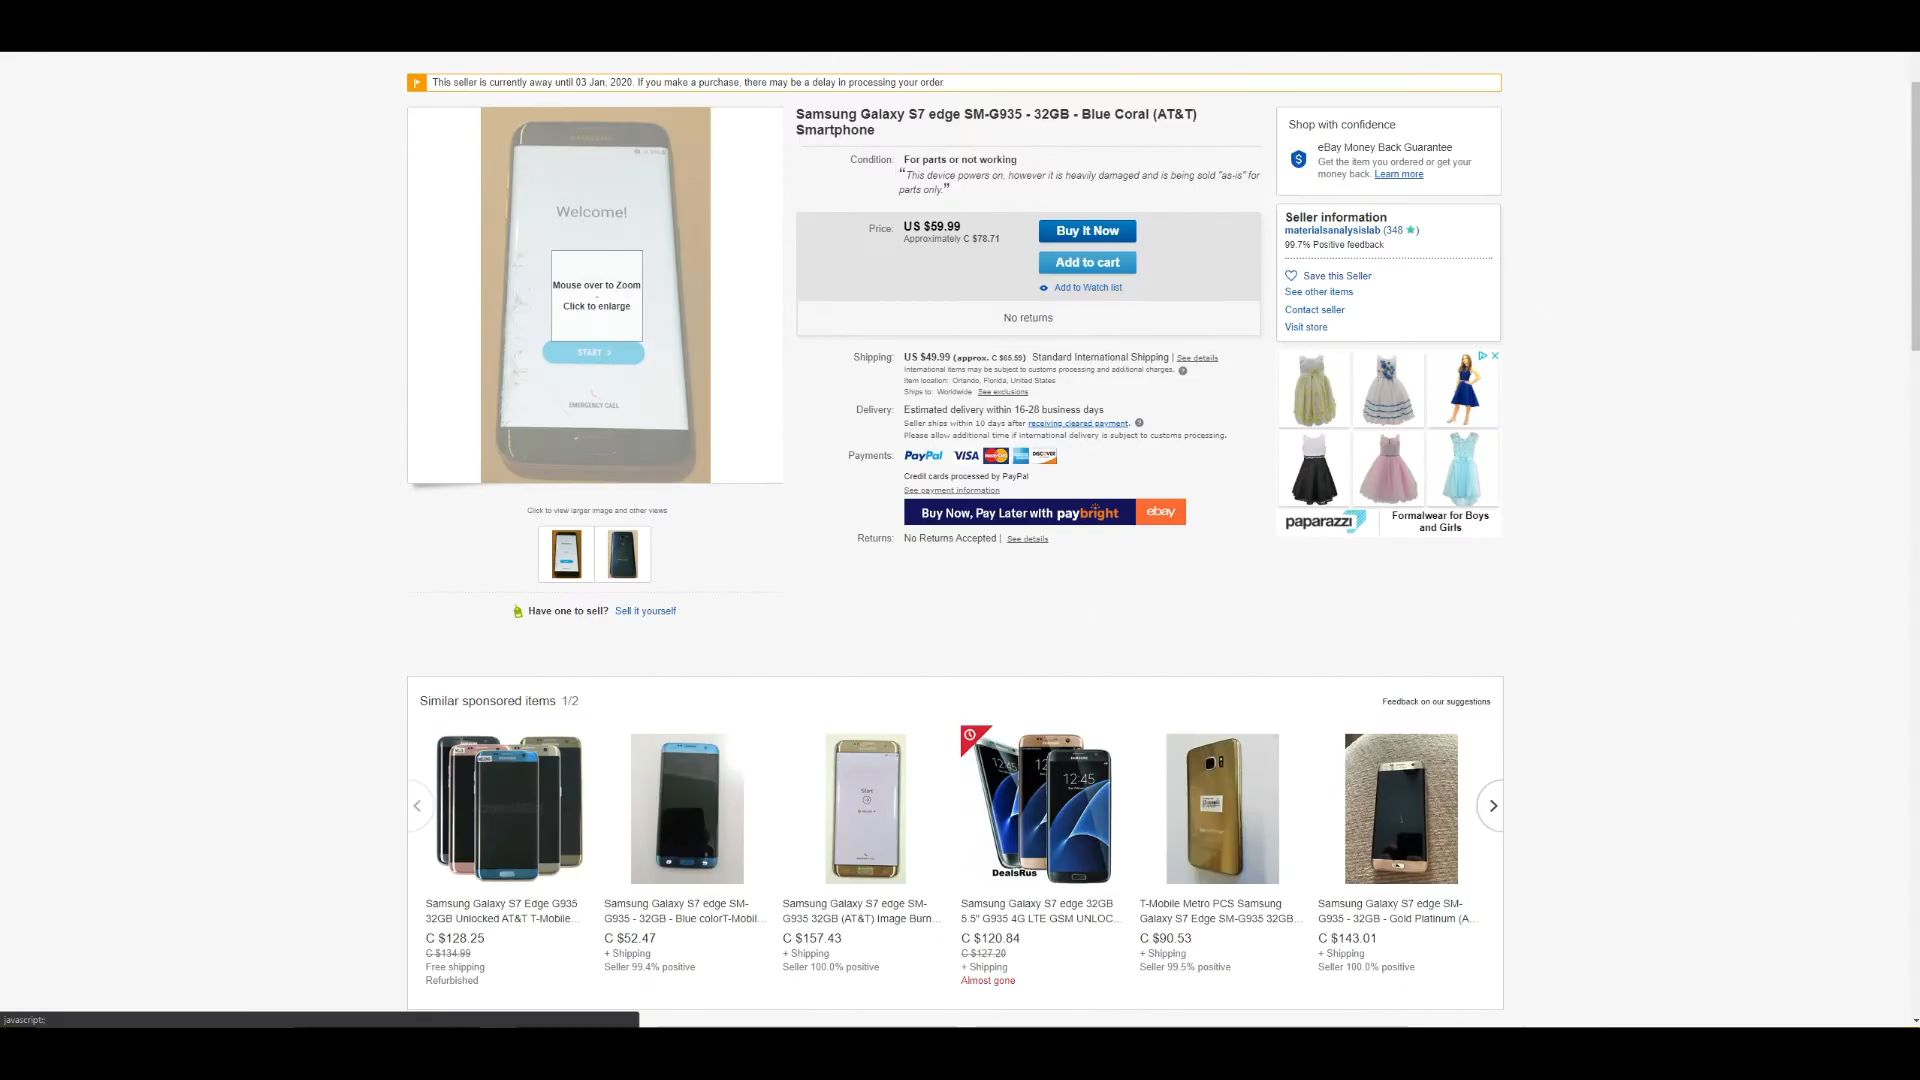 This seller is currently away until 03 Jan, 2020. If you make a purchase, there may be a delay in processing your order.
Welcome!
Mouse over to Zoom
-
Click to enlarge
START >
EMERGENCY CALL
Click to view larger image and other views
Have one to sell? Sell it yourself
Samsung Galaxy S7 edge SM-G935 - 32GB - Blue Coral (AT&T)
Smartphone
Condition: For parts or not working
“This device powers on, however it is heavily damaged and is being sold "as-is" for
parts only.”
Price: US $59.99
Approximately C $78.71
Buy It Now
Add to cart
Add to Watch list
No returns
Shipping: US $49.99 (approx. C $65.59) Standard International Shipping | See details
International items may be subject to customs processing and additional charges.
Item location: Orlando, Florida, United States
Ships to: Worldwide See exclusions
Delivery: Estimated delivery within 16-28 business days
Seller ships within 10 days after receiving cleared payment.
Please allow additional time if international delivery is subject to customs processing.
Payments: PayPal VISA DISCOVER
Credit cards processed by PayPal
See payment information
Buy Now, Pay Later with paybright ebay
Returns: No Returns Accepted | See details
Shop with confidence
eBay Money Back Guarantee
Get the item you ordered or get your
money back. Learn more
Seller information
materialsanalysislab (348 ★)
99.7% Positive feedback
Save this Seller
See other items
Contact seller
Visit store
paparazzi
Formalwear for Boys
and Girls
Similar sponsored items 1/2
Feedback on our suggestions
12:45
DealsRus
Samsung Galaxy S7 Edge G935
32GB Unlocked AT&T T-Mobile...
C $128.25
C $134.99
Free shipping
Refurbished
Samsung Galaxy S7 edge SM-
G935 - 32GB - Blue colorT-Mobil...
C $52.47
+ Shipping
Seller 99.4% positive
Samsung Galaxy S7 edge SM-
G935 32GB (AT&T) Image Burn...
C $157.43
+ Shipping
Seller 100.0% positive
Samsung Galaxy S7 edge 32GB
5.5" G935 4G LTE GSM UNLOC...
C $120.84
C $127.20
+ Shipping
Almost gone
T-Mobile Metro PCS Samsung
Galaxy S7 Edge SM-G935 32GB...
C $90.53
+ Shipping
Seller 99.5% positive
Samsung Galaxy S7 edge SM-
G935 - 32GB - Gold Platinum (A...
C $143.01
+ Shipping
Seller 100.0% positive
javascript:;